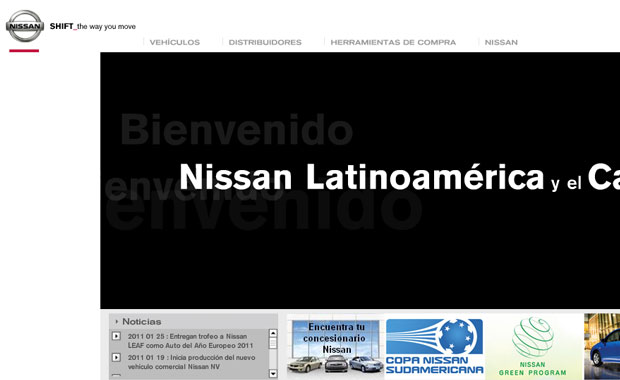 NISSAN
SHIFT_the way you move
VEHÍCULOS
DISTRIBUIDORES
HERRAMIENTAS DE COMPRA
NISSAN
Bienvenido
envenido
envenido
Nissan Latinoamérica y el Ca
Noticias
2011 01 25 : Entregan trofeo a Nissan
LEAF como Auto del Año Europeo 2011
2011 01 19 : Inicia producción del nuevo
vehículo comercial Nissan NV
Encuentra tu
concesionario
Nissan
COPA NISSAN
SUDAMERICANA
NISSAN
GREEN PROGRAM